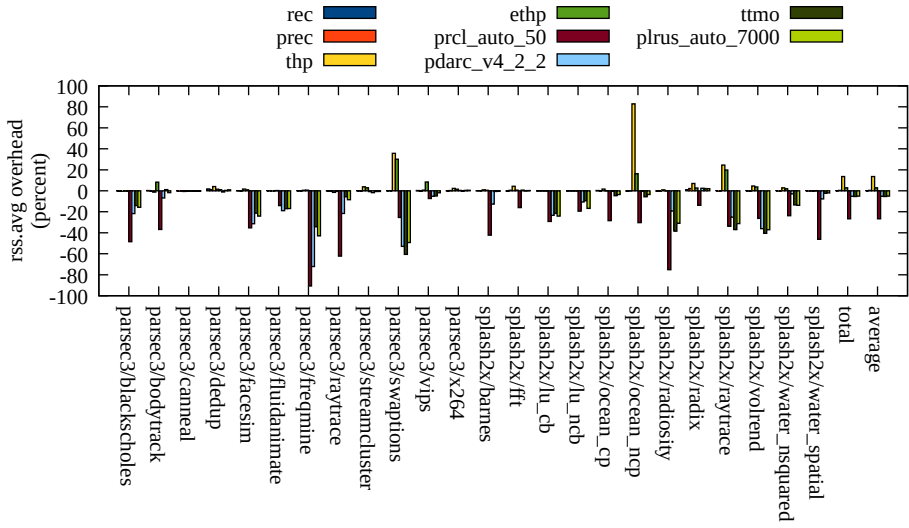 rec
prec
thp
ethp
prcl_auto_50
pdarc_v4_2_2
ttmo
plrus_auto_7000
rss.avg overhead
(percent)
100
80
60
40
20
0
-20
-40
-60
-80
-100
parsec3/blackscholes
parsec3/bodytrack
parsec3/canneal
parsec3/dedup
parsec3/facesim
parsec3/fluidanimate
parsec3/freqmine
parsec3/raytrace
parsec3/streamcluster
parsec3/swaptions
parsec3/vips
parsec3/x264
splash2x/barnes
splash2x/fft
splash2x/lu_cb
splash2x/lu_ncb
splash2x/ocean_cp
splash2x/ocean_ncp
splash2x/radiosity
splash2x/radix
splash2x/raytrace
splash2x/volrend
splash2x/water_nsquared
splash2x/water_spatial
total
average